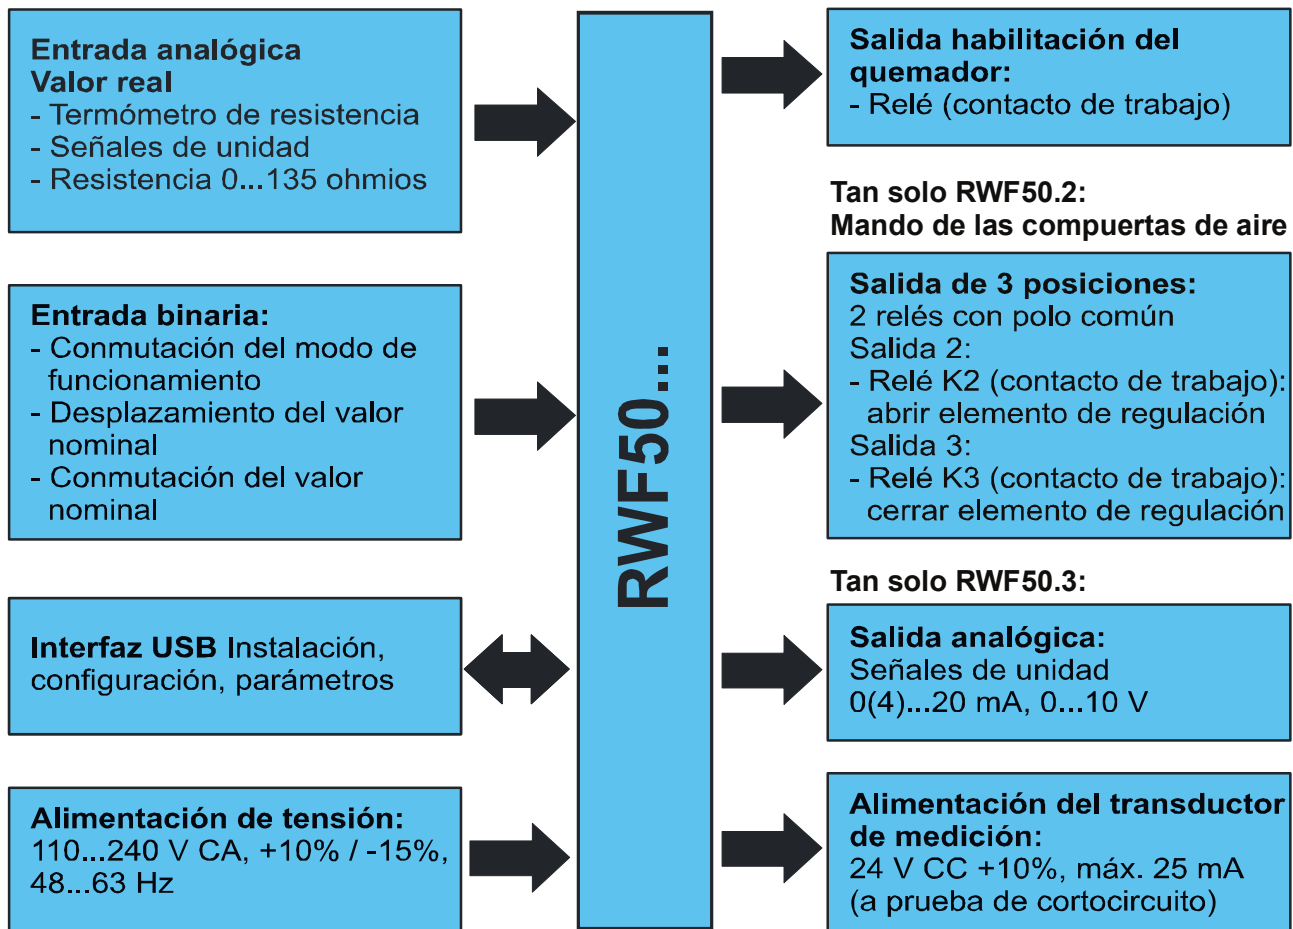 Entrada analógica
Valor real
- Termómetro de resistencia
- Señales de unidad
- Resistencia 0...135 ohmios
Entrada binaria:
- Conmutación del modo de
funcionamiento
- Desplazamiento del valor
nominal
- Conmutación del valor
nominal
Interfaz USB Instalación,
configuración, parámetros
Alimentación de tensión:
110...240 V CA, +10% / -15%,
48...63 Hz
RWF50...
Salida habilitación del
quemador:
- Relé (contacto de trabajo)
Tan solo RWF50.2:
Mando de las compuertas de aire
Salida de 3 posiciones:
2 relés con polo común
Salida 2:
- Relé K2 (contacto de trabajo):
abrir elemento de regulación
Salida 3:
- Relé K3 (contacto de trabajo):
cerrar elemento de regulación
Tan solo RWF50.3:
Salida analógica:
Señales de unidad
0(4)...20 mA, 0...10 V
Alimentación del transductor
de medición:
24 V CC +10%, máx. 25 mA
(a prueba de cortocircuito)